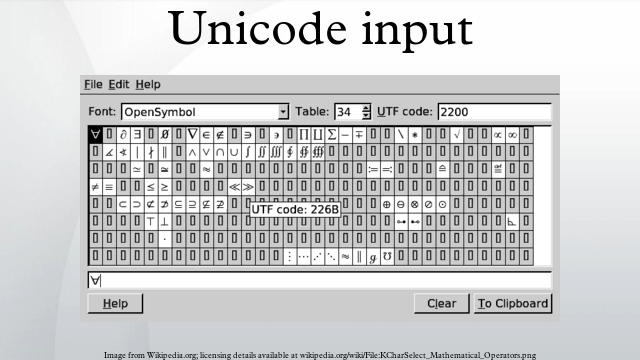 Unicode input
File Edit Help
Font: OpenSymbol Table: 34 UTF code: 2200
UTF code: 226B
∀
Help Clear To Clipboard
Image from Wikipedia.org; licensing details available at wikipedia.org/wiki/File:KCharSelect_Mathematical_Operators.png